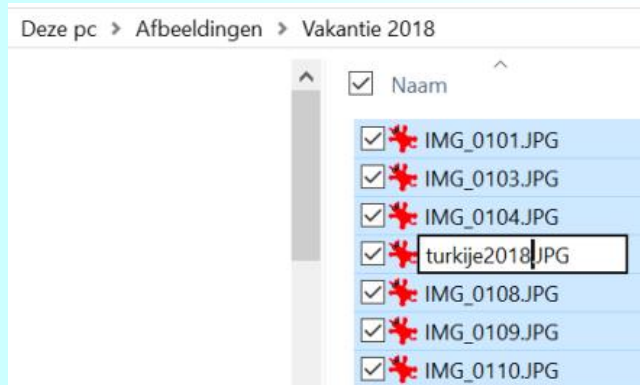 Deze pc > Afbeeldingen > Vakantie 2018
Naam
IMG_0101.JPG
IMG_0103.JPG
IMG_0104.JPG
turkije2018.JPG
IMG_0108.JPG
IMG_0109.JPG
IMG_0110.JPG